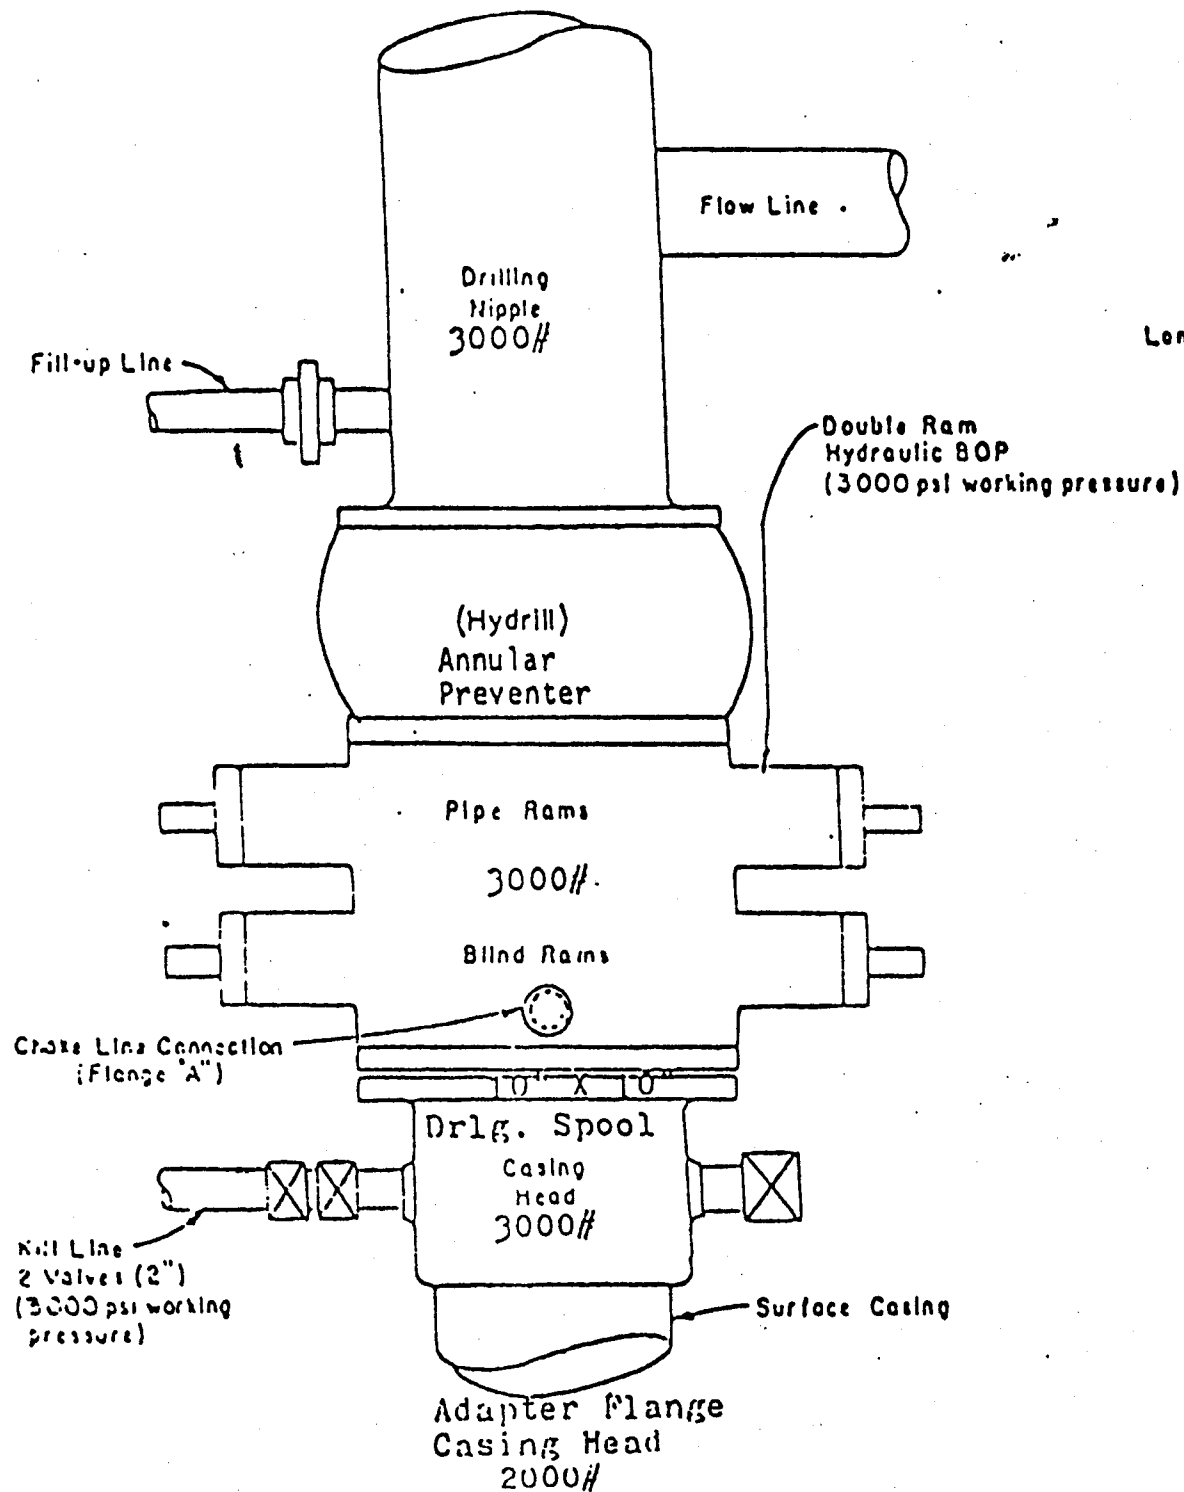 Flow Line
Drilling
Nipple
3000#
Fill-up Line
Double Ram
Hydraulic BOP
(3000 psi working pressure)
(Hydrill)
Annular
Preventer
Pipe Rams
3000#
Blind Rams
Choke Line Connection
(Flange "A")
0" X 0"
Drlg. Spool
Casing
Head
3000#
Kill Line
2 Valves (2")
(3000 psi working
pressure)
Surface Casing
Adapter Flange
Casing Head
2000#